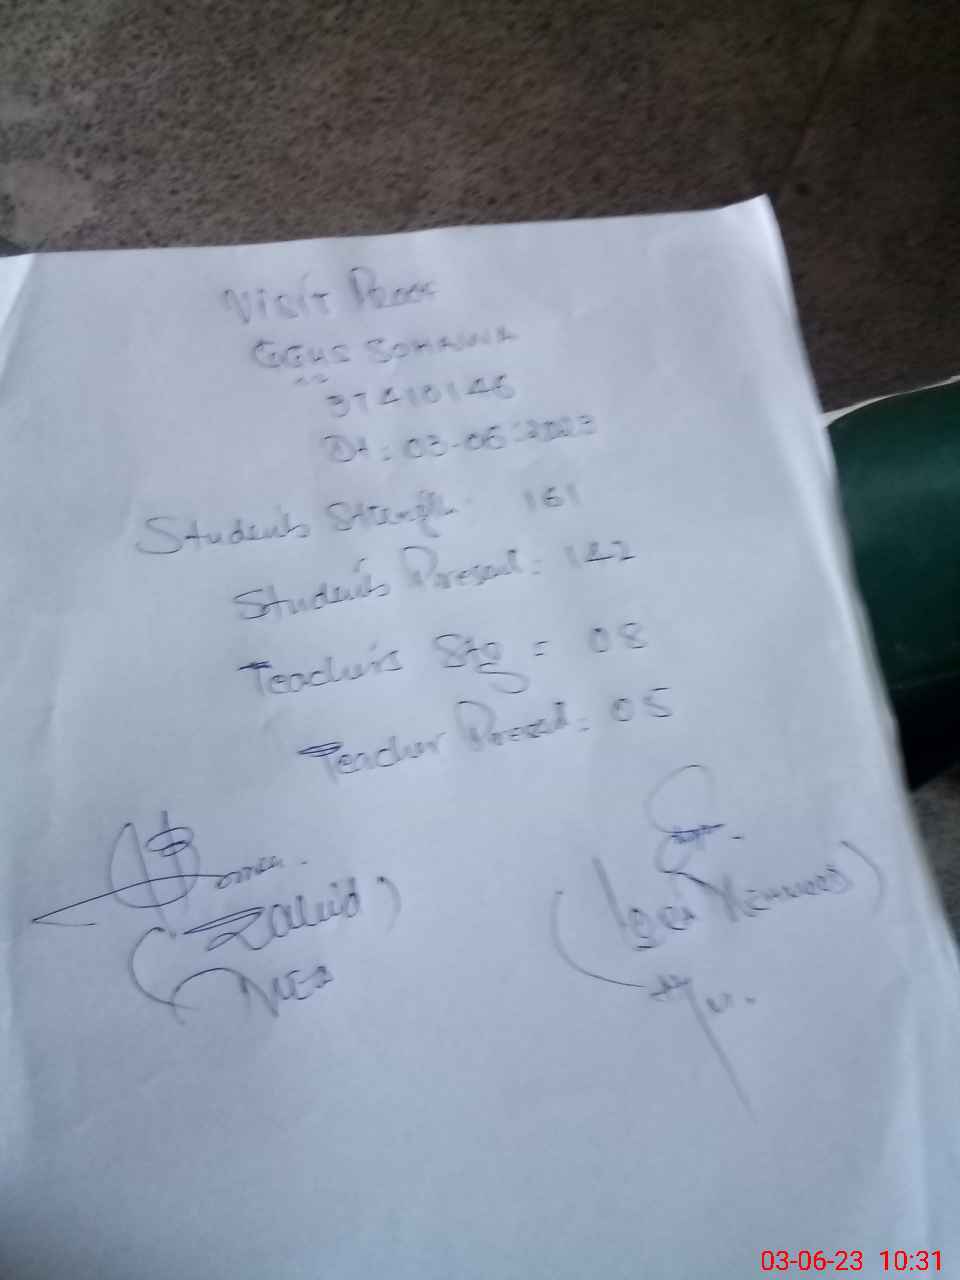 Visit Proof
GGHS SOHAWA
37410146
Dt: 03-06-2023
Students Strength 161
Students Present: 142
Teachers Stg = 08
Teacher Present: 05
(Zahid)
03-06-23 10:31